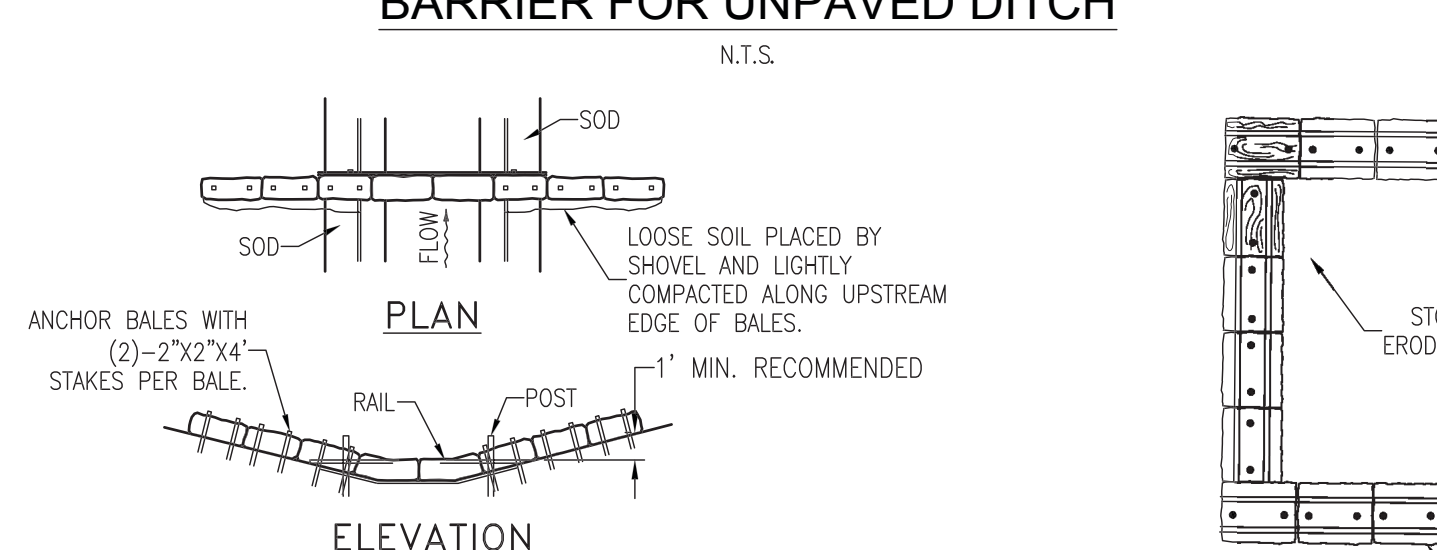 BARRIER FOR UNPAVED DITCH
N.T.S.
SOD
SOD
FLOW
LOOSE SOIL PLACED BY
SHOVEL AND LIGHTLY
COMPACTED ALONG UPSTREAM
EDGE OF BALES.
PLAN
ANCHOR BALES WITH
(2)-2"X2"X4'
STAKES PER BALE.
1' MIN. RECOMMENDED
RAIL
POST
ELEVATION